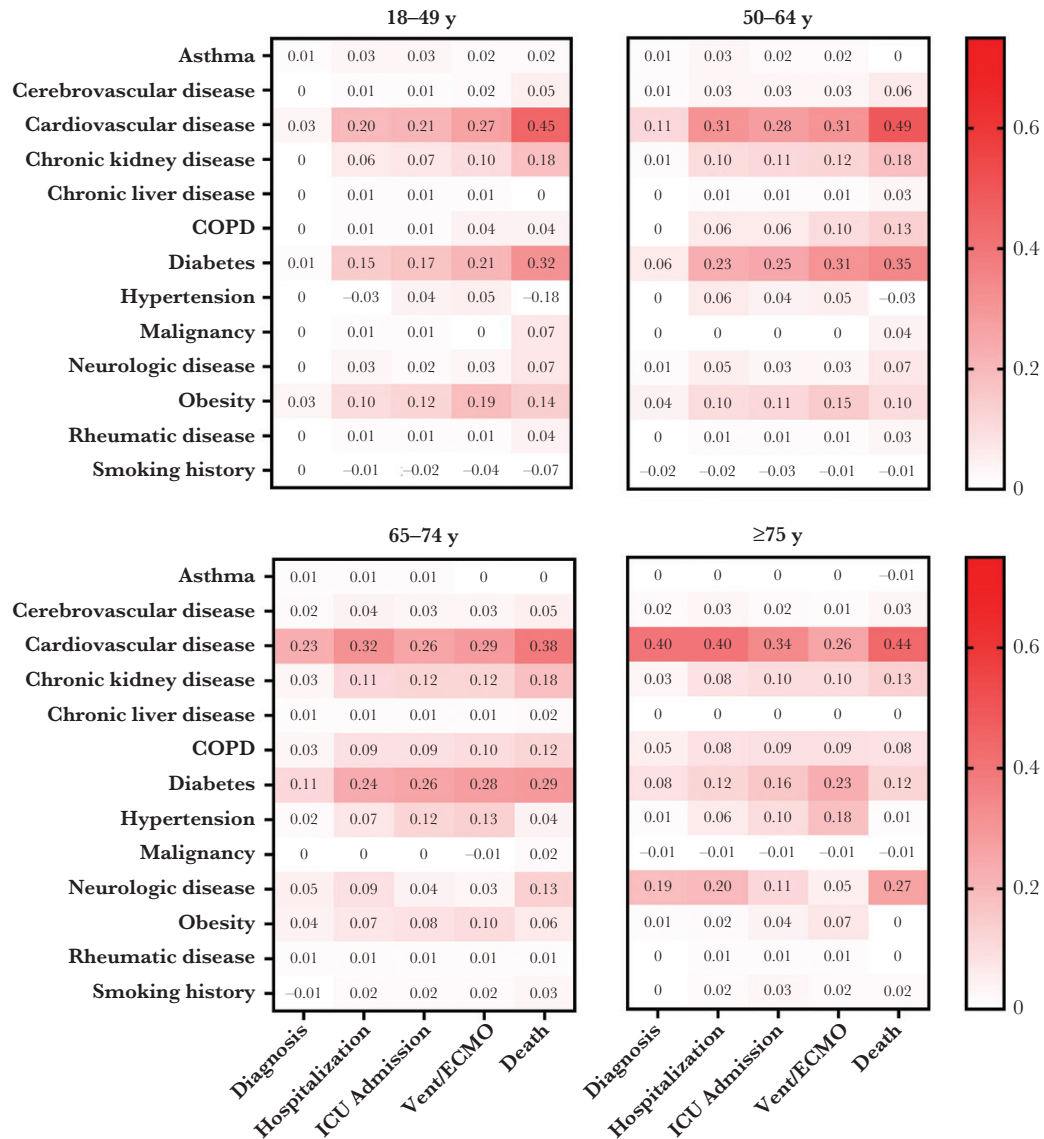 18–49 y 50–64 y
Asthma 0.01 0.03 0.03 0.02 0.02 0.01 0.03 0.02 0.02 0
Cerebrovascular disease 0 0.01 0.01 0.02 0.05 0.01 0.03 0.03 0.03 0.06
Cardiovascular disease 0.03 0.20 0.21 0.27 0.45 0.11 0.31 0.28 0.31 0.49 0.6
Chronic kidney disease 0 0.06 0.07 0.10 0.18 0.01 0.10 0.11 0.12 0.18
Chronic liver disease 0 0.01 0.01 0.01 0 0 0.01 0.01 0.01 0.03
COPD 0 0.01 0.01 0.04 0.04 0 0.06 0.06 0.10 0.13 0.4
Diabetes 0.01 0.15 0.17 0.21 0.32 0.06 0.23 0.25 0.31 0.35
Hypertension 0 –0.03 0.04 0.05 –0.18 0 0.06 0.04 0.05 –0.03
Malignancy 0 0.01 0.01 0 0.07 0 0 0 0 0.04
Neurologic disease 0 0.03 0.02 0.03 0.07 0.01 0.05 0.03 0.03 0.07 0.2
Obesity 0.03 0.10 0.12 0.19 0.14 0.04 0.10 0.11 0.15 0.10
Rheumatic disease 0 0.01 0.01 0.01 0.04 0 0.01 0.01 0.01 0.03
Smoking history 0 –0.01 –0.02 –0.04 –0.07 –0.02 –0.02 –0.03 –0.01 –0.01
0
65–74 y ≥75 y
Asthma 0.01 0.01 0.01 0 0 0 0 0 0 –0.01
Cerebrovascular disease 0.02 0.04 0.03 0.03 0.05 0.02 0.03 0.02 0.01 0.03
Cardiovascular disease 0.23 0.32 0.26 0.29 0.38 0.40 0.40 0.34 0.26 0.44 0.6
Chronic kidney disease 0.03 0.11 0.12 0.12 0.18 0.03 0.08 0.10 0.10 0.13
Chronic liver disease 0.01 0.01 0.01 0.01 0.02 0 0 0 0 0
COPD 0.03 0.09 0.09 0.10 0.12 0.05 0.08 0.09 0.09 0.08
Diabetes 0.11 0.24 0.26 0.28 0.29 0.08 0.12 0.16 0.23 0.12 0.4
Hypertension 0.02 0.07 0.12 0.13 0.04 0.01 0.06 0.10 0.18 0.01
Malignancy 0 0 0 –0.01 0.02 –0.01 –0.01 –0.01 –0.01 –0.01
Neurologic disease 0.05 0.09 0.04 0.03 0.13 0.19 0.20 0.11 0.05 0.27 0.2
Obesity 0.04 0.07 0.08 0.10 0.06 0.01 0.02 0.04 0.07 0
Rheumatic disease 0.01 0.01 0.01 0.01 0.01 0 0.01 0.01 0.01 0
Smoking history –0.01 0.02 0.02 0.02 0.03 0 0.02 0.03 0.02 0.02
0
Diagnosis Hospitalization ICU Admission Vent/ECMO Death Diagnosis Hospitalization ICU Admission Vent/ECMO Death